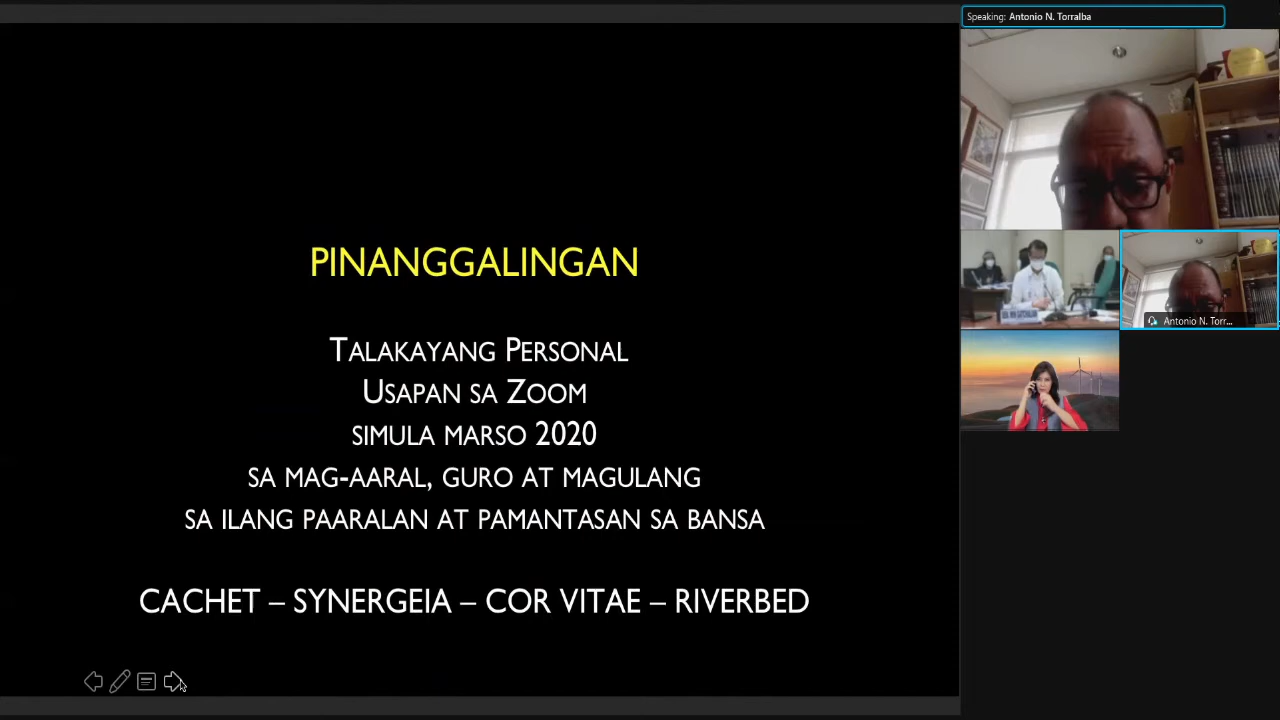 Speaking: Antonio N. Torralba
PINANGGALINGAN
TALAKAYANG PERSONAL
USAPAN SA ZOOM
SIMULA MARSO 2020
SA MAG-AARAL, GURO AT MAGULANG
SA ILANG PAARALAN AT PAMANTASAN SA BANSA
CACHET – SYNERGEIA – COR VITAE – RIVERBED
Antonio N. Torr...